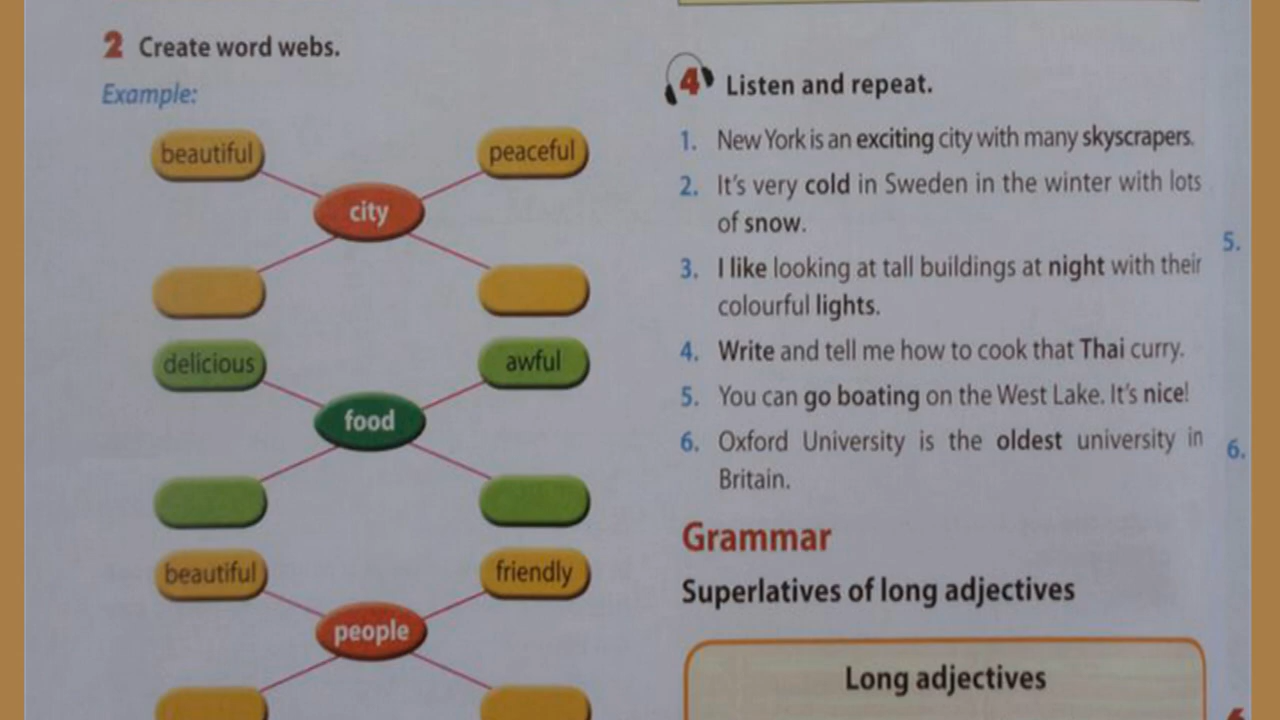 2 Create word webs.
Example:
beautiful
peaceful
city
delicious
awful
food
beautiful
friendly
people
4 Listen and repeat.
1. New York is an exciting city with many skyscrapers.
2. It's very cold in Sweden in the winter with lots
of snow.
3. I like looking at tall buildings at night with their
colourful lights.
4. Write and tell me how to cook that Thai curry.
5. You can go boating on the West Lake. It's nice!
6. Oxford University is the oldest university in
Britain.
Grammar
Superlatives of long adjectives
Long adjectives
5.
6.